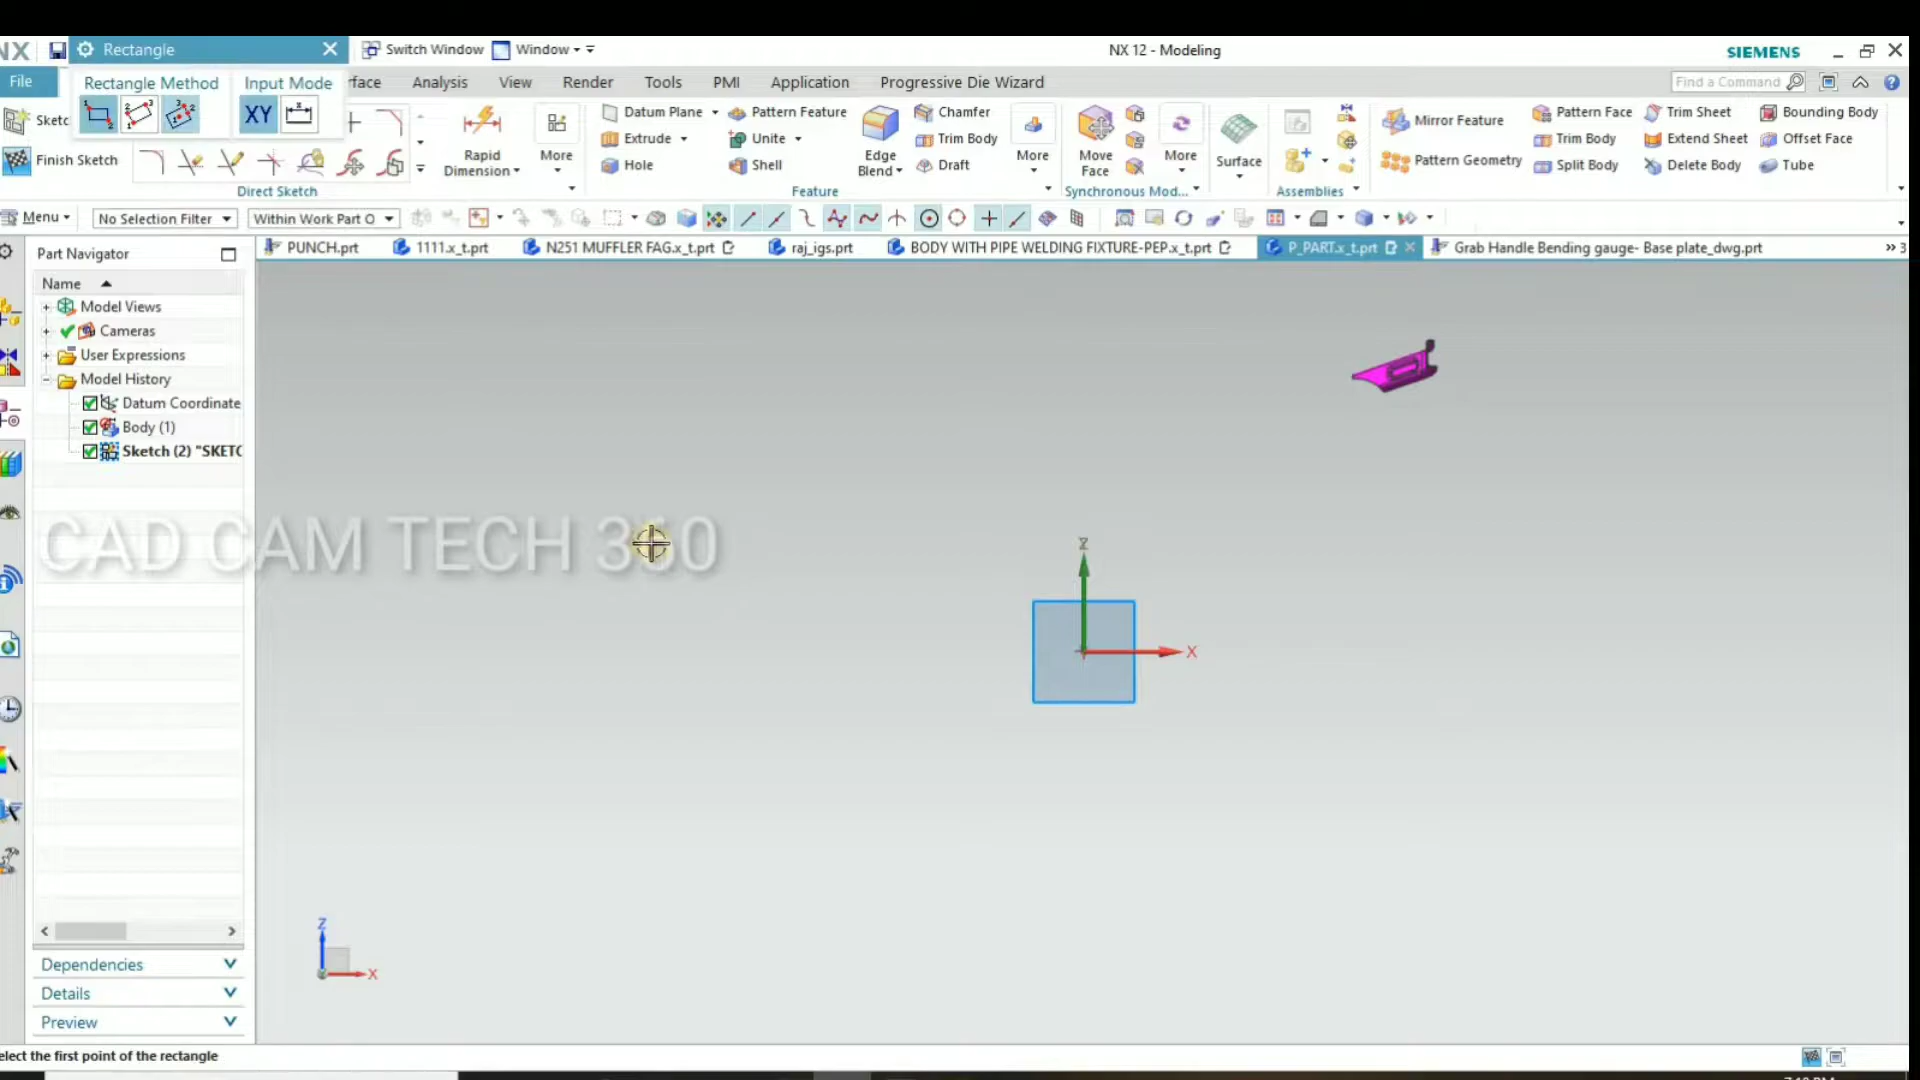 NX
Rectangle
Switch Window
Window
NX 12 - Modeling
SIEMENS
File
Rectangle Method
Input Mode
rface
Analysis
View
Render
Tools
PMI
Application
Progressive Die Wizard
Find a Command
Sketc
XY
Finish Sketch
Direct Sketch
Rapid
Dimension
More
Datum Plane
Extrude
Hole
Pattern Feature
Unite
Shell
Edge
Blend
Chamfer
Trim Body
Draft
More
Feature
Move
Face
More
Synchronous Mod...
Surface
Assemblies
Mirror Feature
Pattern Geometry
Pattern Face
Trim Body
Split Body
Trim Sheet
Extend Sheet
Delete Body
Bounding Body
Offset Face
Tube
Menu
No Selection Filter
Within Work Part O
Part Navigator
PUNCH.prt
1111.x_t.prt
N251 MUFFLER FAG.x_t.prt
raj_igs.prt
BODY WITH PIPE WELDING FIXTURE-PEP.x_t.prt
P_PART.x_t.prt
Grab Handle Bending gauge- Base plate_dwg.prt
3
Name
Model Views
Cameras
User Expressions
Model History
Datum Coordinate
Body (1)
Sketch (2) "SKETC
CAD CAM TECH 360
Z
X
Z
X
Dependencies
Details
Preview
elect the first point of the rectangle